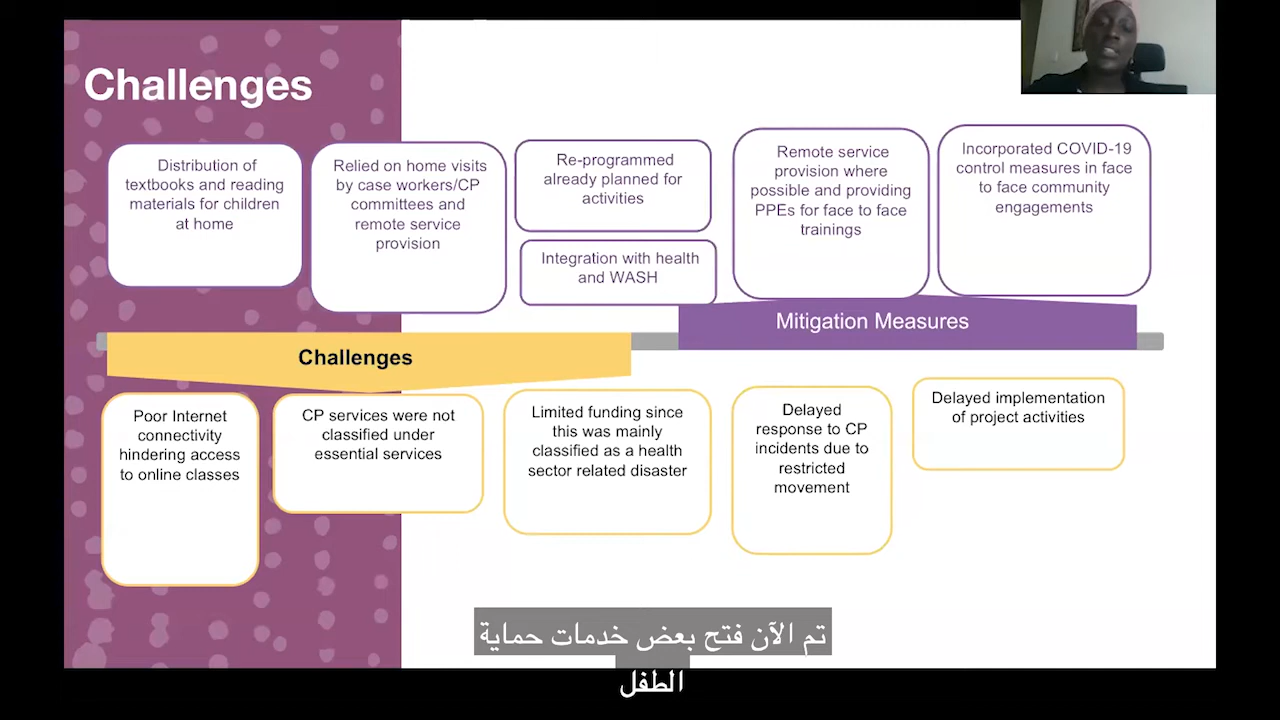 Challenges
Distribution of
textbooks and reading
materials for children
at home
Relied on home visits
by case workers/CP
committees and
remote service
provision
Re-programmed
already planned for
activities
Integration with health
and WASH
Remote service
provision where
possible and providing
PPEs for face to face
trainings
Incorporated COVID-19
control measures in face
to face community
engagements
Mitigation Measures
Challenges
Poor Internet
connectivity
hindering access
to online classes
CP services were not
classified under
essential services
Limited funding since
this was mainly
classified as a health
sector related disaster
Delayed
response to CP
incidents due to
restricted
movement
Delayed implementation
of project activities
تم الآن فتح بعض خدمات حماية
الطفل